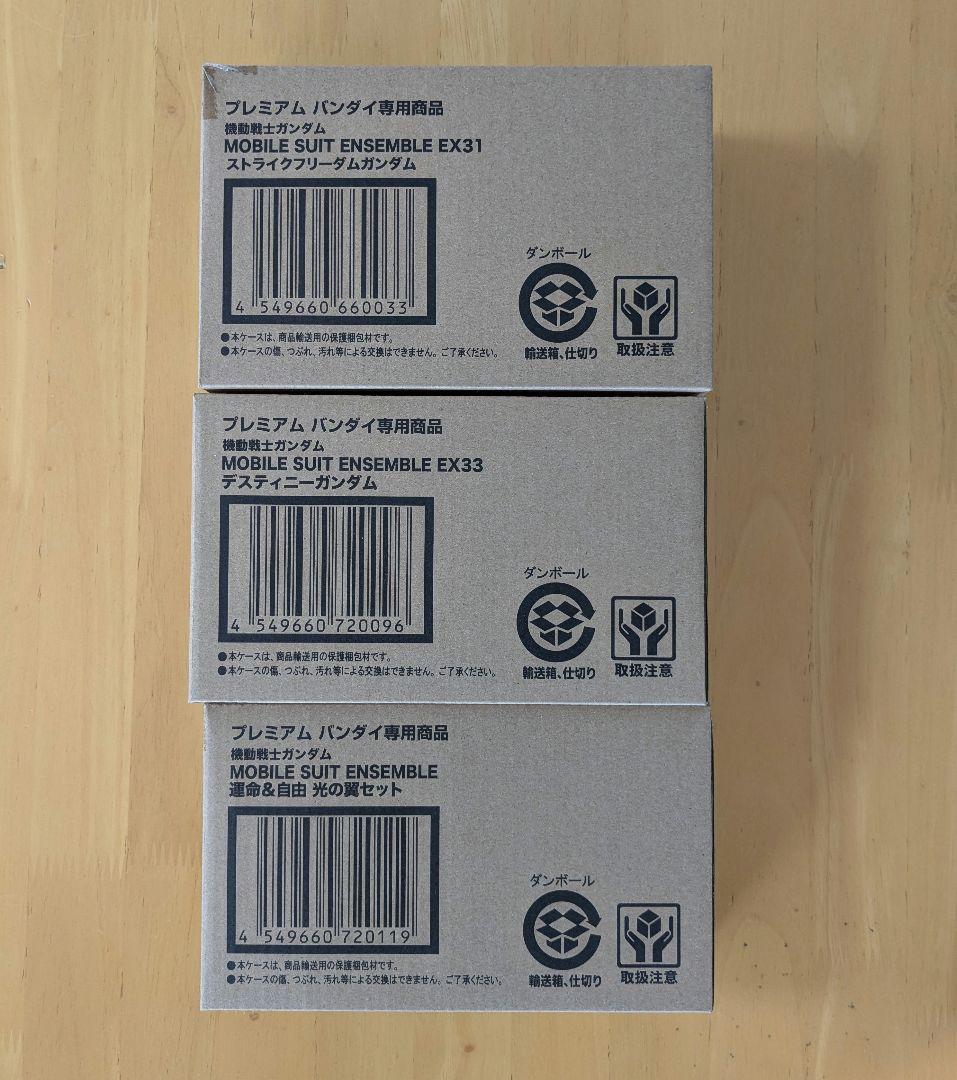 プレミアム バンダイ専用商品
機動戦士ガンダム
MOBILE SUIT ENSEMBLE EX31
ストライクフリーダムガンダム
4 549660 660033
●本ケースは、商品輸送用の保護梱包材です。
●本ケースの傷、つぶれ、汚れ等による交換はできません。ご了承ください。
ダンボール
輸送箱、仕切り
取扱注意
プレミアム バンダイ専用商品
機動戦士ガンダム
MOBILE SUIT ENSEMBLE EX33
デスティニーガンダム
4 549660 720096
●本ケースは、商品輸送用の保護梱包材です。
●本ケースの傷、つぶれ、汚れ等による交換はできません。ご了承ください。
ダンボール
輸送箱、仕切り
取扱注意
プレミアム バンダイ専用商品
機動戦士ガンダム
MOBILE SUIT ENSEMBLE
運命&自由 光の翼セット
4 549660 720119
●本ケースは、商品輸送用の保護梱包材です。
●本ケースの傷、つぶれ、汚れ等による交換はできません。ご了承ください。
ダンボール
輸送箱、仕切り
取扱注意